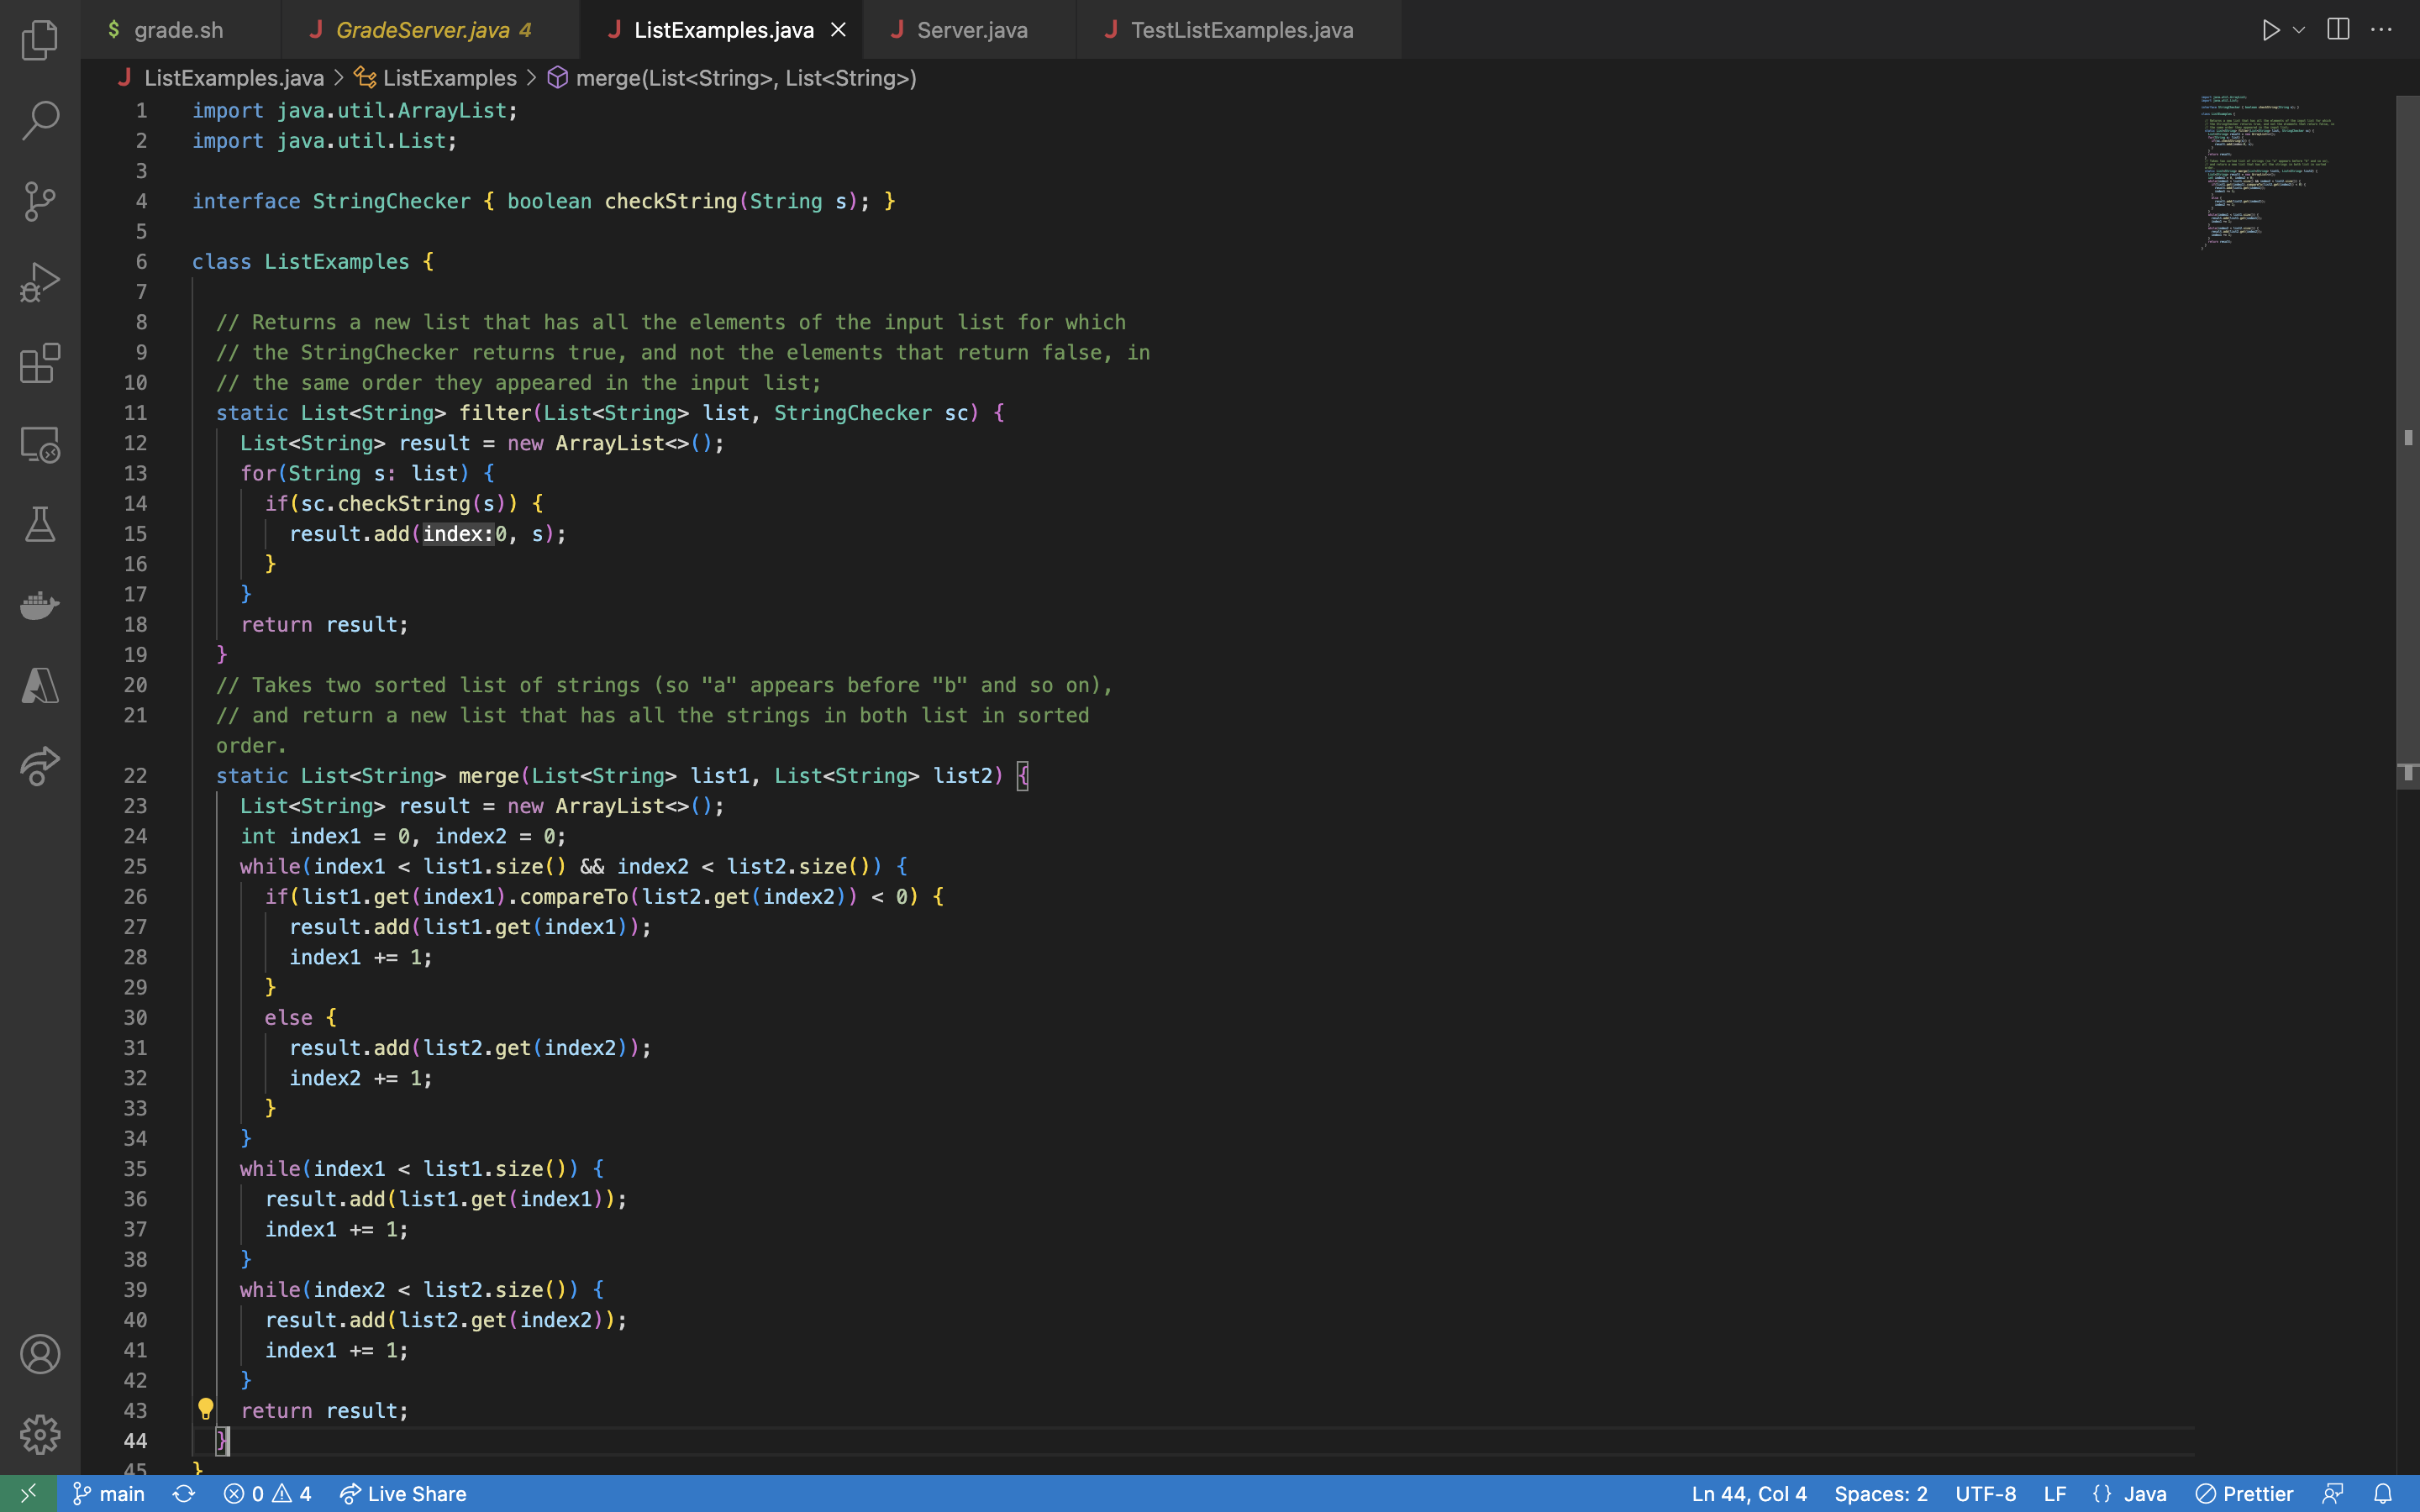 $ grade.sh J GradeServer.java 4 J ListExamples.java J Server.java J TestListExamples.java
J ListExamples.java > ListExamples > merge(List<String>, List<String>)
1 import java.util.ArrayList;
2 import java.util.List;
3
4 interface StringChecker { boolean checkString(String s); }
5
6 class ListExamples {
7
8 // Returns a new list that has all the elements of the input list for which
9 // the StringChecker returns true, and not the elements that return false, in
10 // the same order they appeared in the input list;
11 static List<String> filter(List<String> list, StringChecker sc) {
12 List<String> result = new ArrayList<>();
13 for(String s: list) {
14 if(sc.checkString(s)) {
15 result.add(index:0, s);
16 }
17 }
18 return result;
19 }
20 // Takes two sorted list of strings (so "a" appears before "b" and so on),
21 // and return a new list that has all the strings in both list in sorted
order.
22 static List<String> merge(List<String> list1, List<String> list2) {
23 List<String> result = new ArrayList<>();
24 int index1 = 0, index2 = 0;
25 while(index1 < list1.size() && index2 < list2.size()) {
26 if(list1.get(index1).compareTo(list2.get(index2)) < 0) {
27 result.add(list1.get(index1));
28 index1 += 1;
29 }
30 else {
31 result.add(list2.get(index2));
32 index2 += 1;
33 }
34 }
35 while(index1 < list1.size()) {
36 result.add(list1.get(index1));
37 index1 += 1;
38 }
39 while(index2 < list2.size()) {
40 result.add(list2.get(index2));
41 index1 += 1;
42 }
43 return result;
44 }
45 }
main 0 4 Live Share Ln 44, Col 4 Spaces: 2 UTF-8 LF {} Java Prettier